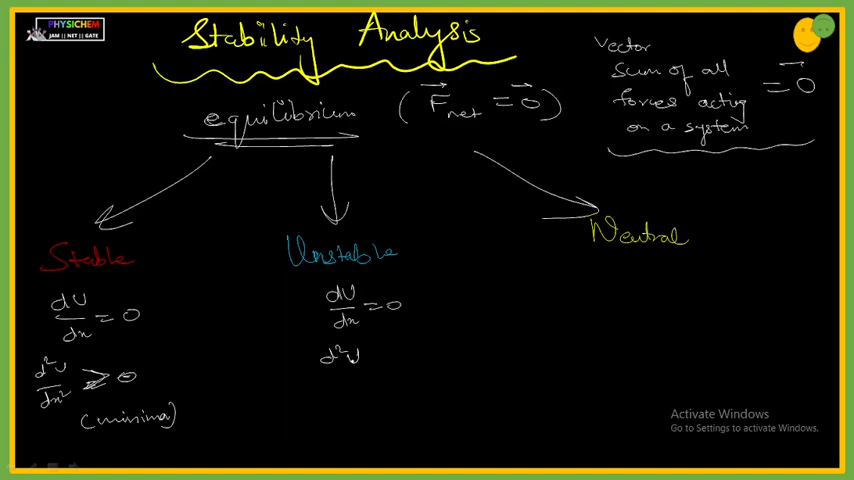 PHYSICHEM
JAM || NET || GATE
Stability Analysis
equilibrium (F⃗net = 0⃗)
Vector
sum of all
forces acting = 0⃗
on a system
Stable
dU/dx = 0
d²U/dx² > 0
(minima)
Unstable
dU/dx = 0
d²U
Neutral
Activate Windows
Go to Settings to activate Windows.